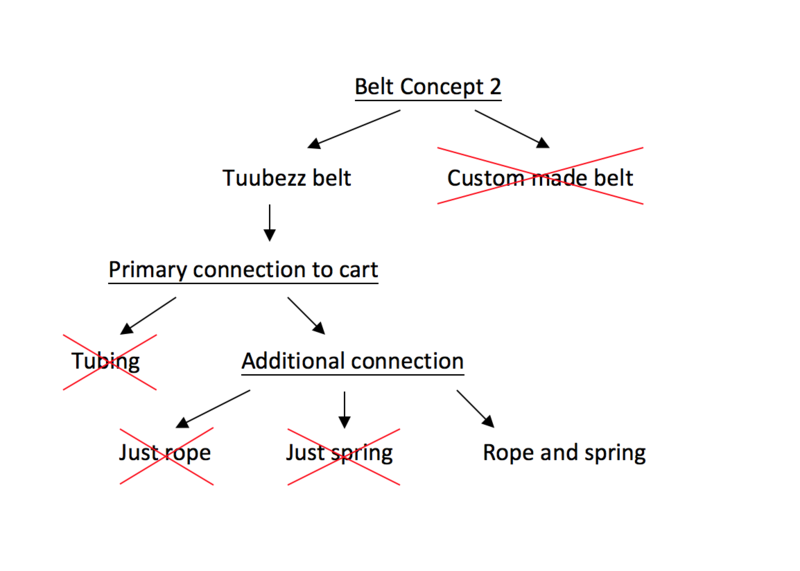 Belt Concept 2
Tuubezz belt
Custom made belt
Primary connection to cart
Tubing
Additional connection
Just rope
Just spring
Rope and spring